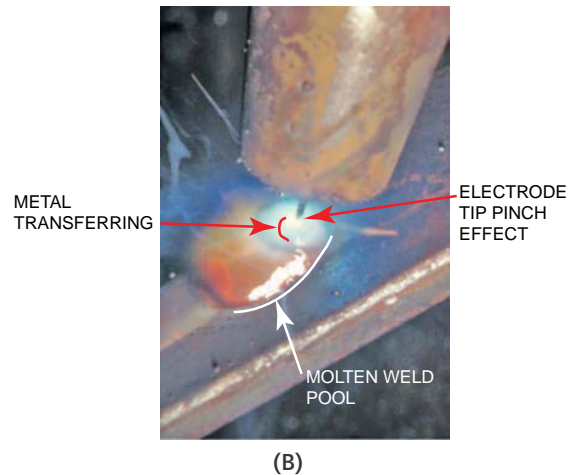 METAL
TRANSFERRING
ELECTRODE
TIP PINCH
EFFECT
MOLTEN WELD
POOL
(B)